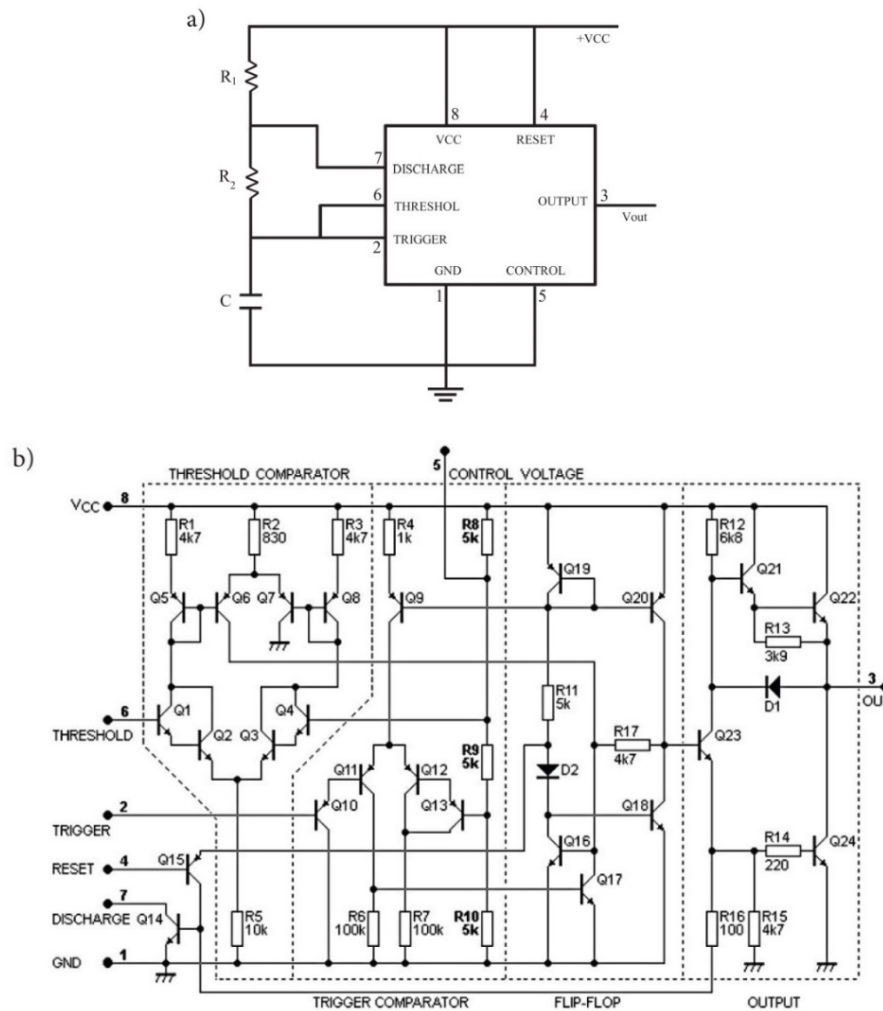 a)
+VCC
R1
8
4
VCC
RESET
7
DISCHARGE
R2
6
THRESHOL
OUTPUT
3
Vout
2
TRIGGER
GND
CONTROL
C
1
5
b)
THRESHOLD COMPARATOR
5
CONTROL VOLTAGE
VCC
8
R1
4k7
R2
830
R3
4k7
R4
1k
R8
5k
R12
6k8
Q5
Q6
Q7
Q8
Q9
Q19
Q20
Q21
Q22
R13
3k9
6
THRESHOLD
Q1
Q2
Q3
Q4
R11
5k
R17
4k7
D1
3
OU
R9
5k
Q23
Q11
Q12
D2
Q10
Q13
2
TRIGGER
Q16
Q18
R14
220
Q24
RESET
4
Q15
Q17
7
DISCHARGE
Q14
R5
10k
R6
100k
R7
100k
R10
5k
R16
100
R15
4k7
GND
1
TRIGGER COMPARATOR
FLIP-FLOP
OUTPUT